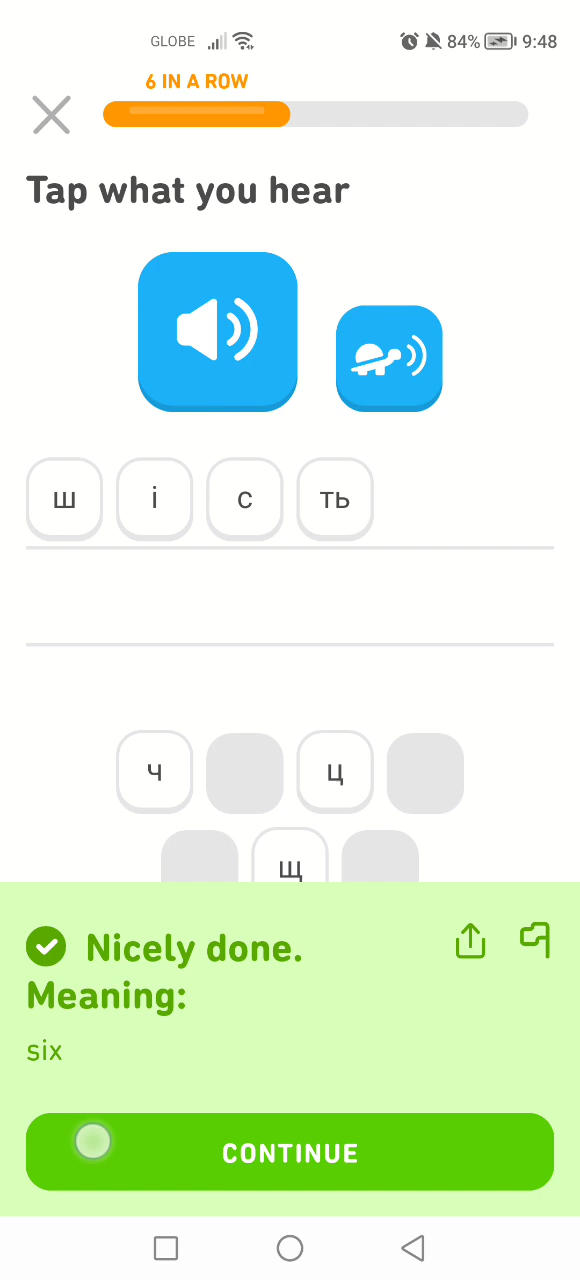 GLOBE 84% 9:48
6 IN A ROW
Tap what you hear
ш і с ть
ч ц
щ
Nicely done.
Meaning:
six
CONTINUE